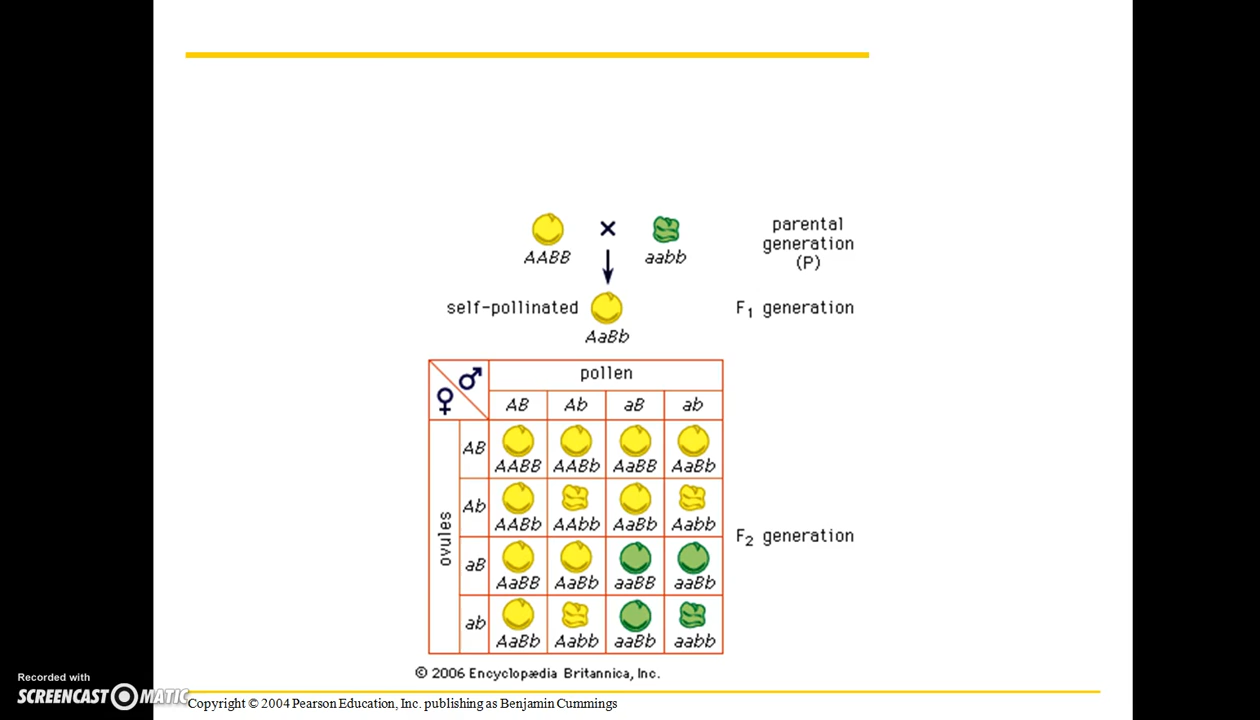 AABB × aabb
parental
generation
(P)
self-pollinated
F₁ generation
AaBb
♂
♀
pollen
AB Ab aB ab
ovules
AB
AABB AABb AaBB AaBb
Ab
AABb AAbb AaBb Aabb
F₂ generation
aB
AaBB AaBb aaBB aaBb
ab
AaBb Aabb aaBb aabb
© 2006 Encyclopædia Britannica, Inc.
Recorded with
SCREENCAST MATIC
Copyright © 2004 Pearson Education, Inc. publishing as Benjamin Cummings